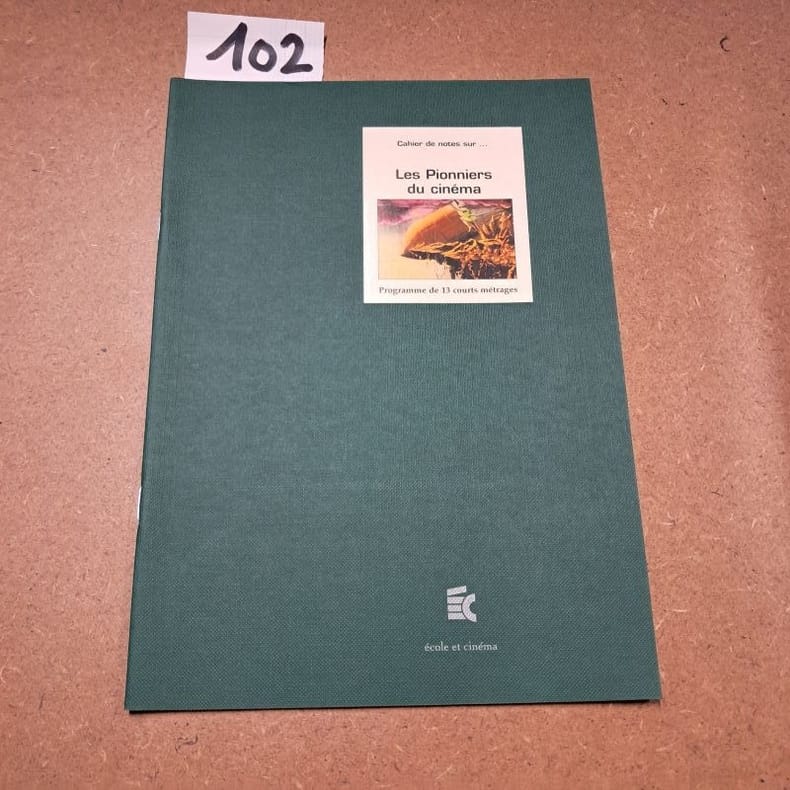 102
Cahier de notes sur ...
Les Pionniers
du cinéma
Programme de 13 courts métrages
ÉC
école et cinéma